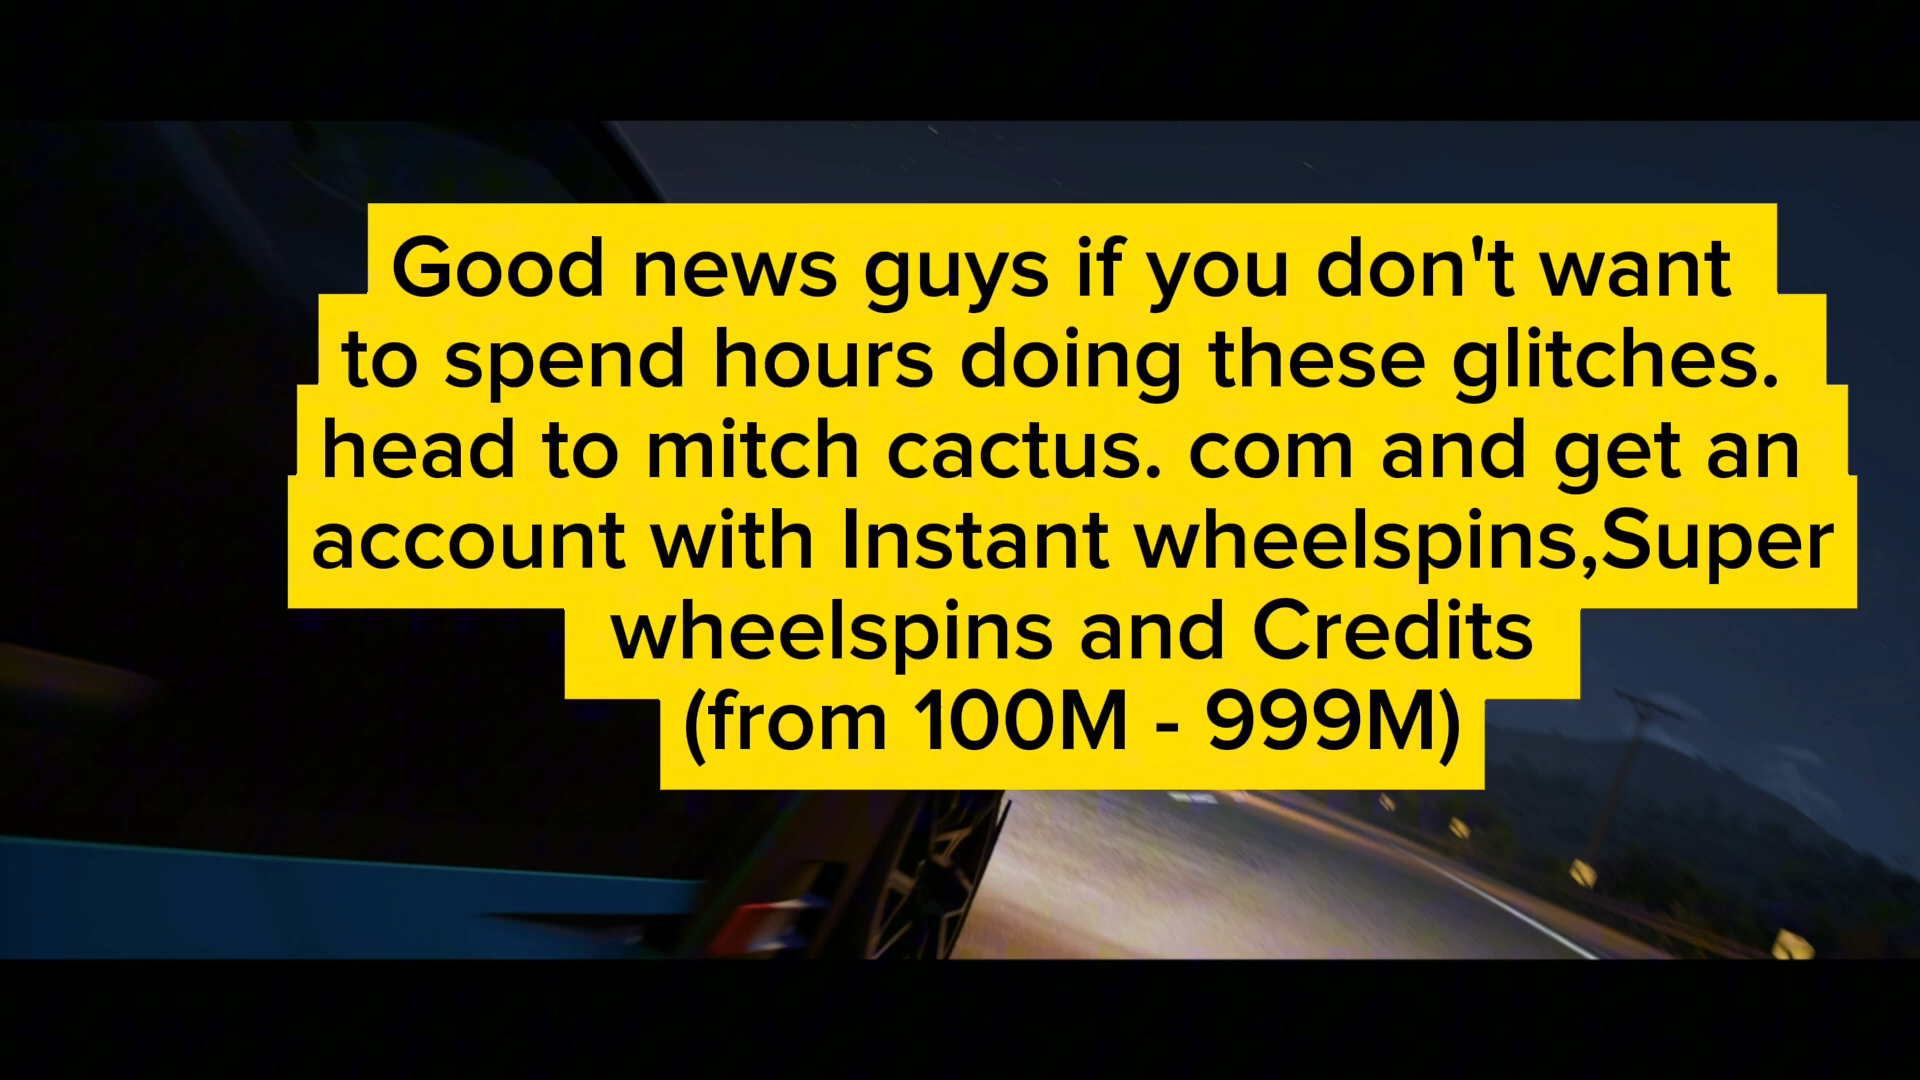 Good news guys if you don't want
to spend hours doing these glitches.
head to mitch cactus. com and get an
account with Instant wheelspins,Super
wheelspins and Credits
(from 100M - 999M)